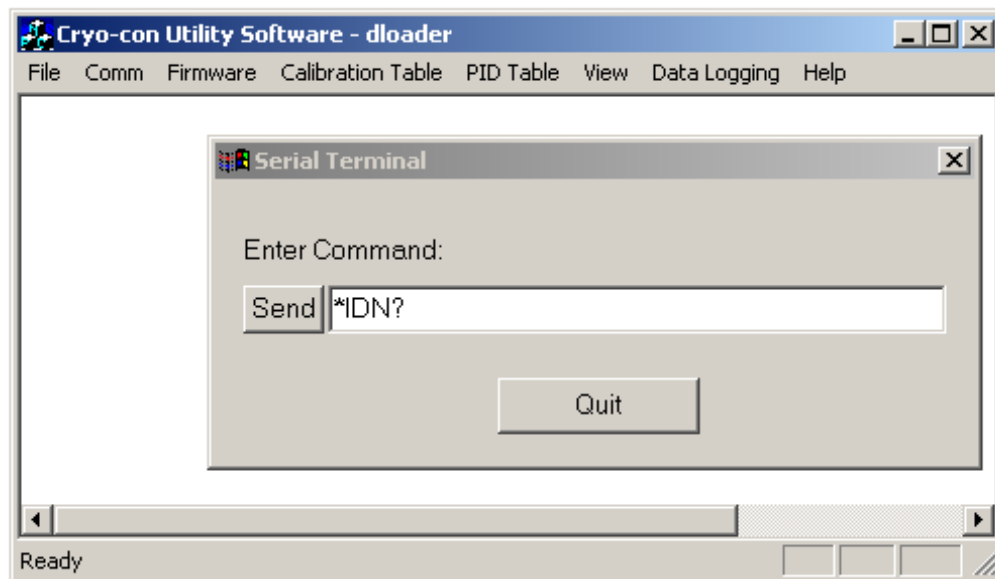 Cryo-con Utility Software - dloader
File Comm Firmware Calibration Table PID Table View Data Logging Help
Serial Terminal
Enter Command:
Send *IDN?
Quit
Ready